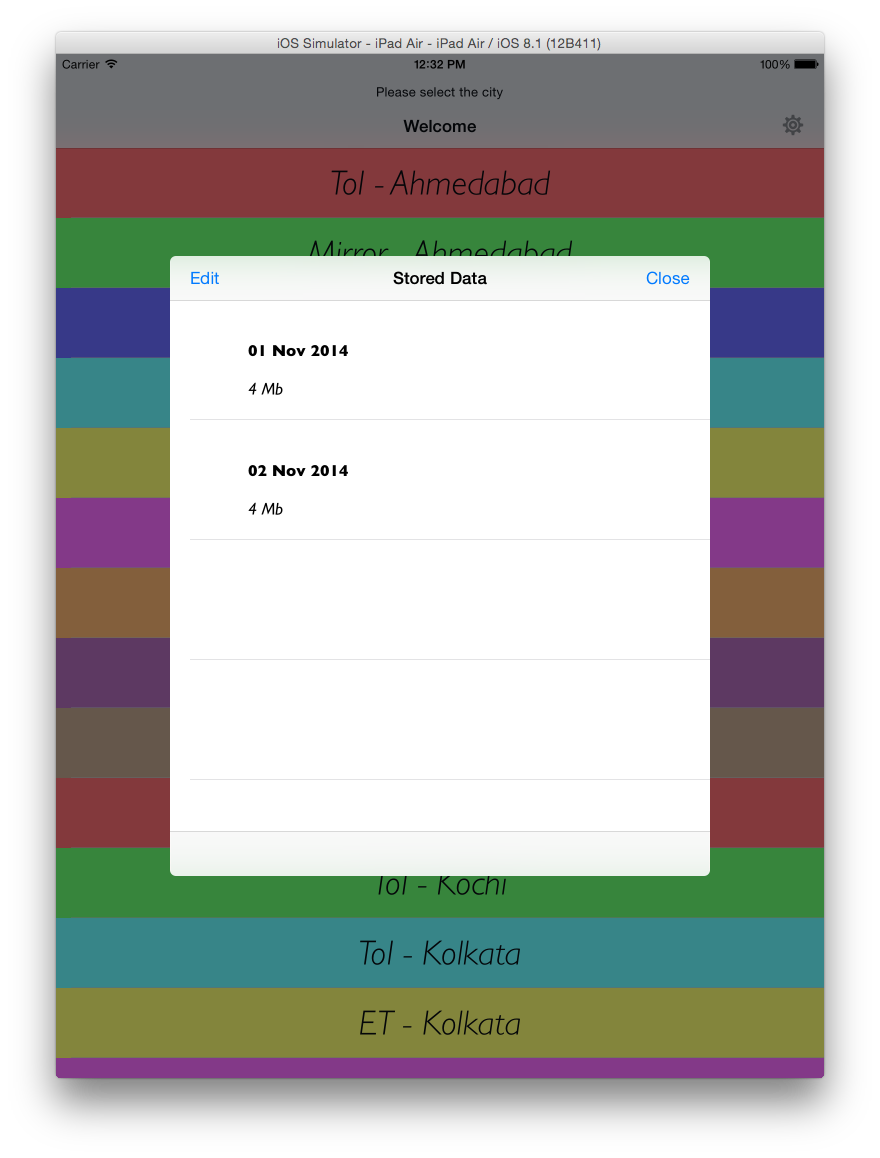 iOS Simulator - iPad Air - iPad Air / iOS 8.1 (12B411)
Carrier 12:32 PM 100%
Please select the city
Welcome
ToI - Ahmedabad
Mirror - Ahmedabad
Edit Stored Data Close
01 Nov 2014
4 Mb
02 Nov 2014
4 Mb
ToI - Kochi
ToI - Kolkata
ET - Kolkata